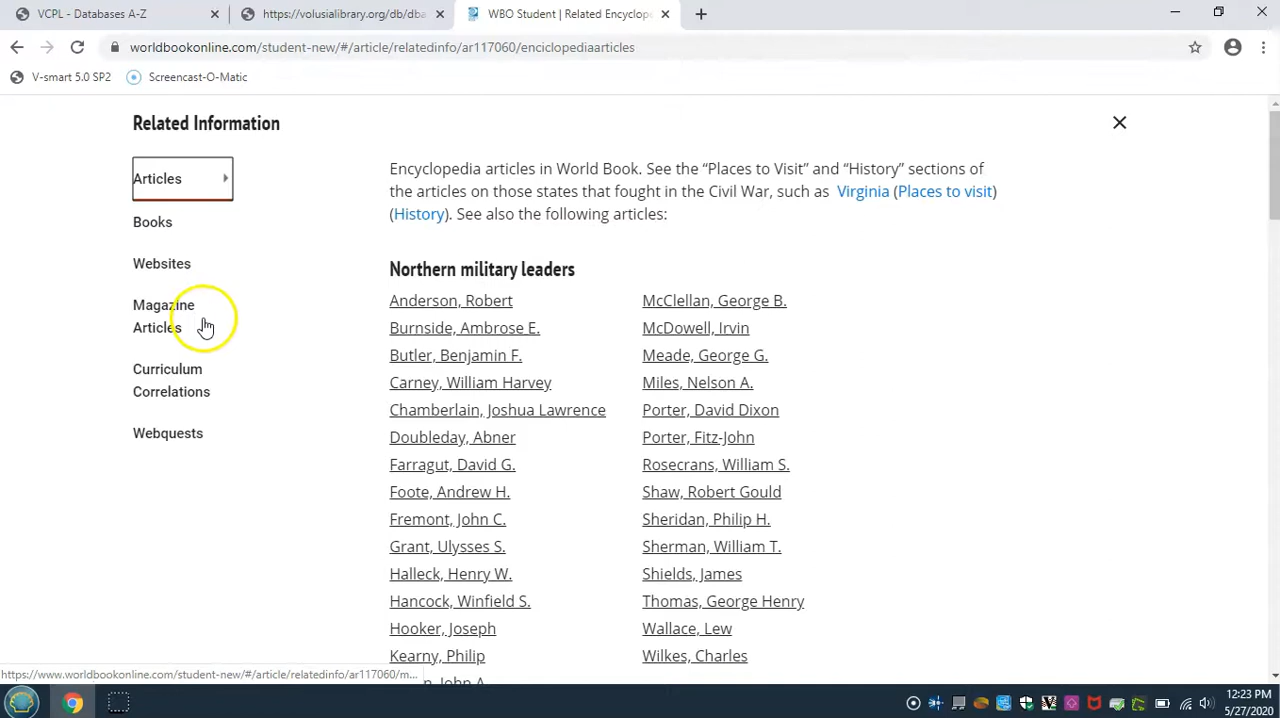 VCPL - Databases A-Z
https://volusialibrary.org/db/dba
WBO Student | Related Encyclope
worldbookonline.com/student-new/#/article/relatedinfo/ar117060/enciclopediaarticles
V-smart 5.0 SP2
Screencast-O-Matic
Related Information
Articles
Books
Websites
Magazine
Articles
Curriculum
Correlations
Webquests
Encyclopedia articles in World Book. See the “Places to Visit” and “History” sections of
the articles on those states that fought in the Civil War, such as Virginia (Places to visit)
(History). See also the following articles:
Northern military leaders
Anderson, Robert
Burnside, Ambrose E.
Butler, Benjamin F.
Carney, William Harvey
Chamberlain, Joshua Lawrence
Doubleday, Abner
Farragut, David G.
Foote, Andrew H.
Fremont, John C.
Grant, Ulysses S.
Halleck, Henry W.
Hancock, Winfield S.
Hooker, Joseph
Kearny, Philip
n, John A.
McClellan, George B.
McDowell, Irvin
Meade, George G.
Miles, Nelson A.
Porter, David Dixon
Porter, Fitz-John
Rosecrans, William S.
Shaw, Robert Gould
Sheridan, Philip H.
Sherman, William T.
Shields, James
Thomas, George Henry
Wallace, Lew
Wilkes, Charles
https://www.worldbookonline.com/student-new/#/article/relatedinfo/ar117060/m...
12:23 PM
5/27/2020